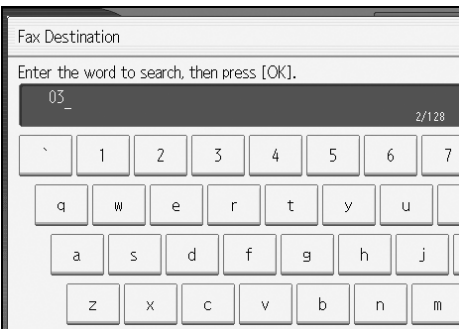 Fax Destination
Enter the word to search, then press [OK].
03_
2/128
` 1 2 3 4 5 6 7
q w e r t y u
a s d f g h j
z x c v b n m